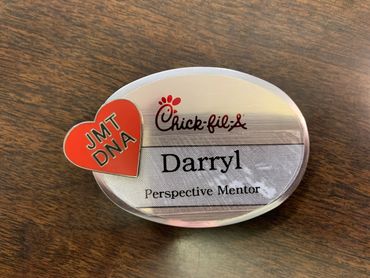 JMT
DNA
Chick-fil-A
Darryl
Perspective Mentor